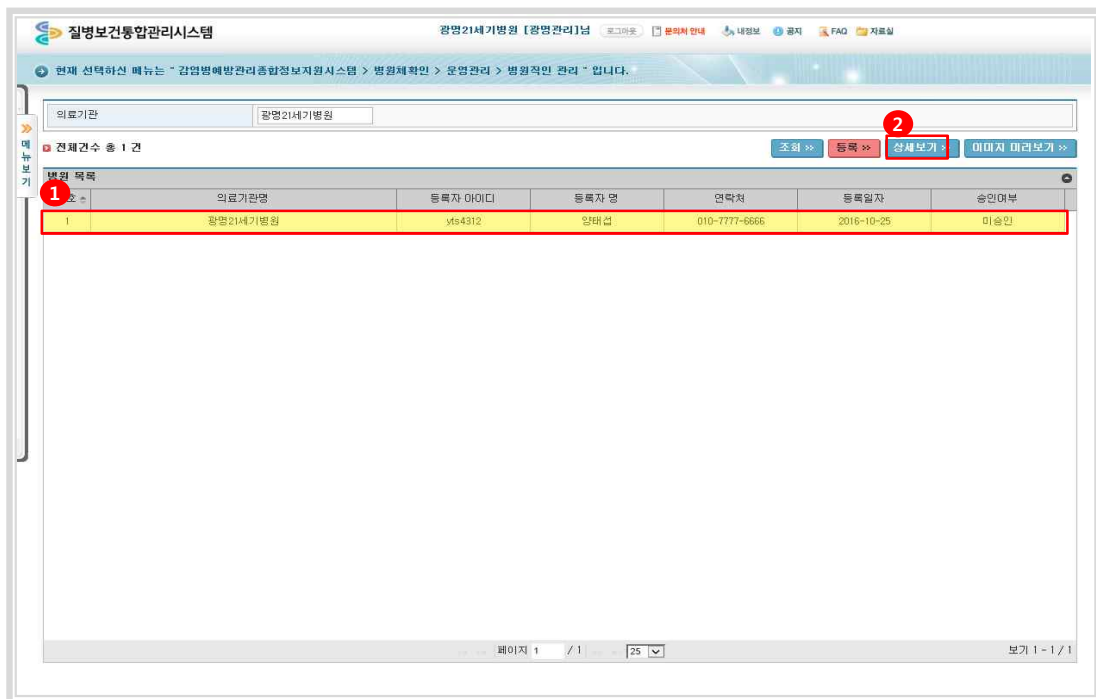 질병보건통합관리시스템 광명21세기병원 [광명관리]님 로그아웃 문의처 안내 내정보 공지 FAQ 자료실
현재 선택하신 메뉴는 " 감염병예방관리종합정보지원시스템 > 병원체확인 > 운영관리 > 병원직인 관리 " 입니다.
의료기관 광명21세기병원
메뉴보기
2
전체건수 총 1 건 조회 등록 상세보기 이미지 미리보기
병원 목록
1
호 의료기관명 등록자 아이디 등록자 명 연락처 등록일자 승인여부
1 광명21세기병원 yts4312 양태섭 010-7777-6666 2016-10-25 미승인
페이지 1 / 1 25 보기 1 - 1 / 1